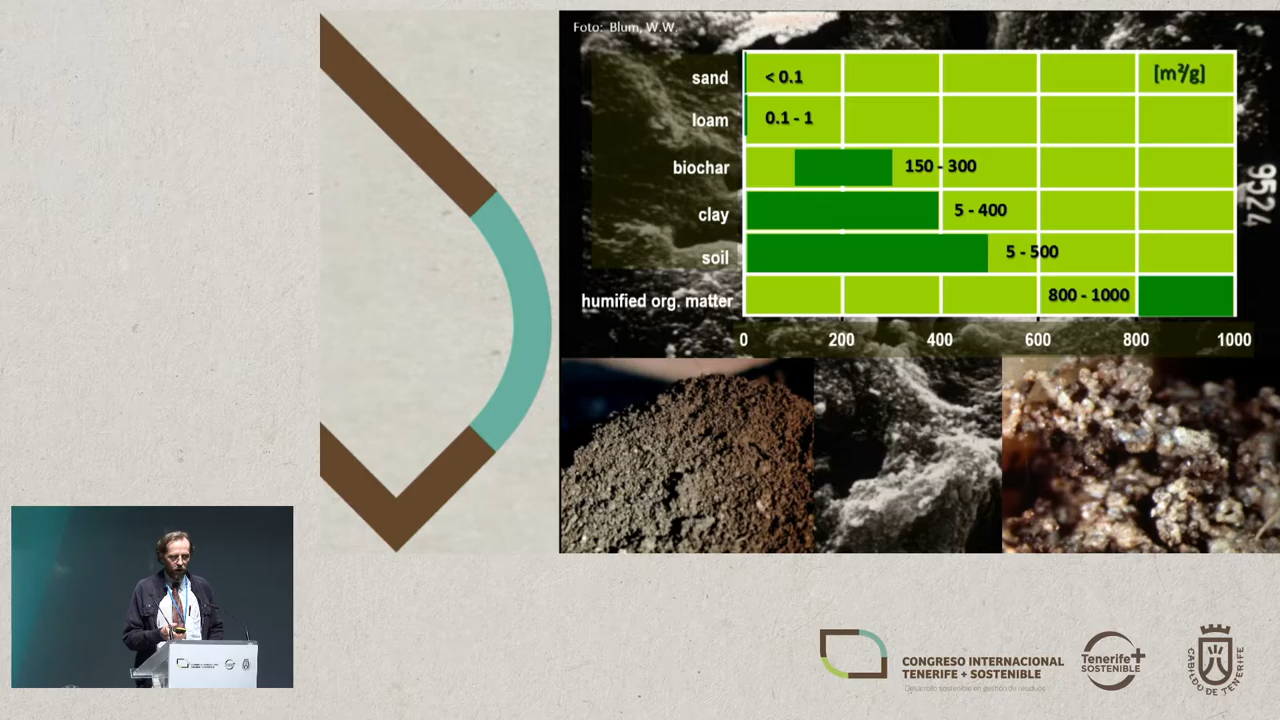 Foto: Blum, W.W.
[m²/g]
sand < 0.1
loam 0.1 - 1
biochar 150 - 300
clay 5 - 400
soil 5 - 500
humified org. matter 800 - 1000
0 200 400 600 800 1000
9524
CONGRESO INTERNACIONAL
TENERIFE + SOSTENIBLE
Desarrollo sostenible en gestión de residuos
Tenerife+
SOSTENIBLE
CABILDO DE TENERIFE